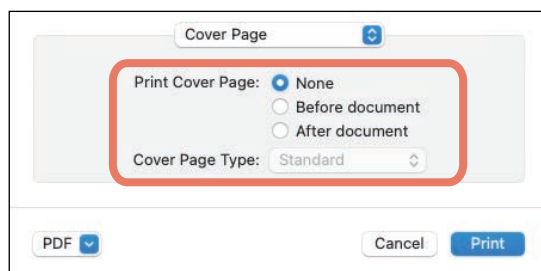 Cover Page
Print Cover Page: None
Before document
After document
Cover Page Type: Standard
PDF Cancel Print